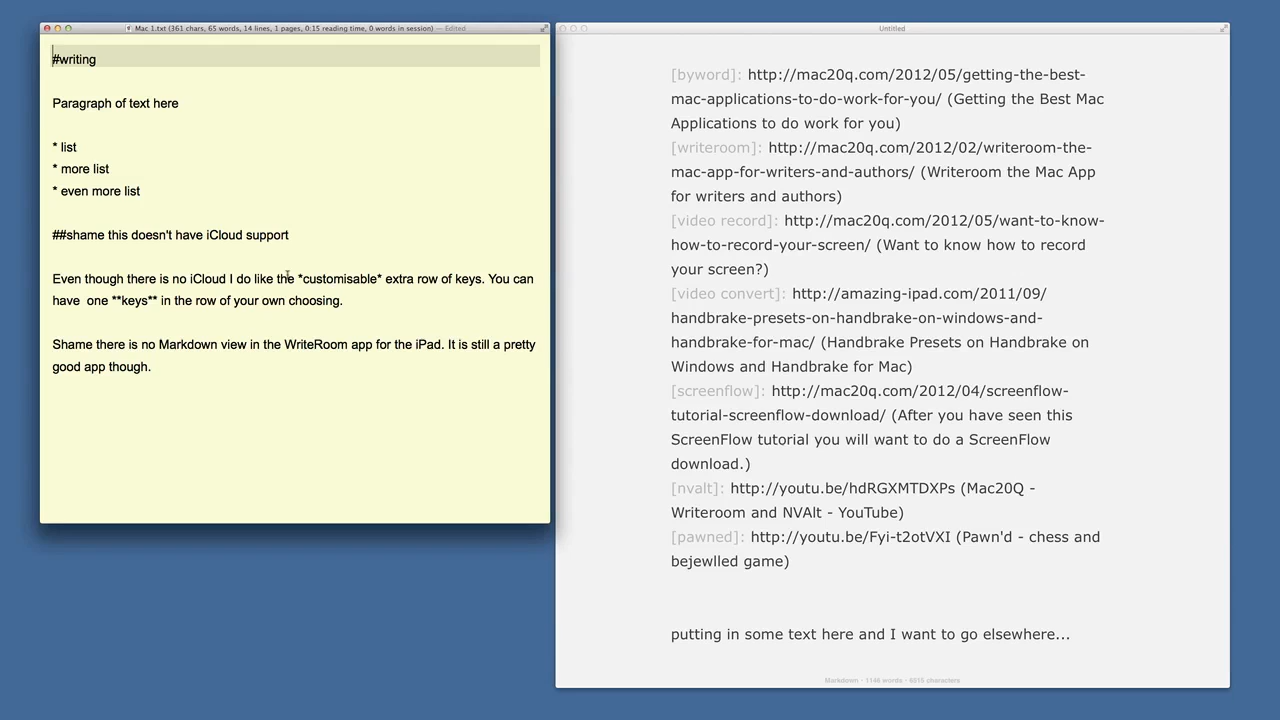 Mac 1.txt (361 chars, 65 words, 14 lines, 1 pages, 0:15 reading time, 0 words in session) — Edited
#writing
Paragraph of text here
* list
* more list
* even more list
##shame this doesn't have iCloud support
Even though there is no iCloud I do like the *customisable* extra row of keys. You can
have  one **keys** in the row of your own choosing.
Shame there is no Markdown view in the WriteRoom app for the iPad. It is still a pretty
good app though.
Untitled
[byword]: http://mac20q.com/2012/05/getting-the-best-
mac-applications-to-do-work-for-you/ (Getting the Best Mac
Applications to do work for you)
[writeroom]: http://mac20q.com/2012/02/writeroom-the-
mac-app-for-writers-and-authors/ (Writeroom the Mac App
for writers and authors)
[video record]: http://mac20q.com/2012/05/want-to-know-
how-to-record-your-screen/ (Want to know how to record
your screen?)
[video convert]: http://amazing-ipad.com/2011/09/
handbrake-presets-on-handbrake-on-windows-and-
handbrake-for-mac/ (Handbrake Presets on Handbrake on
Windows and Handbrake for Mac)
[screenflow]: http://mac20q.com/2012/04/screenflow-
tutorial-screenflow-download/ (After you have seen this
ScreenFlow tutorial you will want to do a ScreenFlow
download.)
[nvalt]: http://youtu.be/hdRGXMTDXPs (Mac20Q -
Writeroom and NVAlt - YouTube)
[pawned]: http://youtu.be/Fyi-t2otVXI (Pawn'd - chess and
bejewlled game)
putting in some text here and I want to go elsewhere...
Markdown • 1146 words • 6515 characters